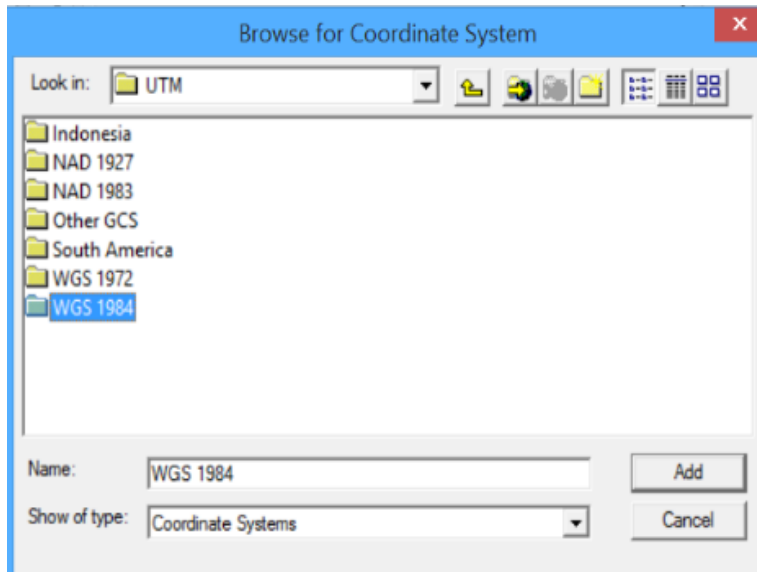 Browse for Coordinate System
Look in: UTM
Indonesia
NAD 1927
NAD 1983
Other GCS
South America
WGS 1972
WGS 1984
Name: WGS 1984 Add
Show of type: Coordinate Systems Cancel